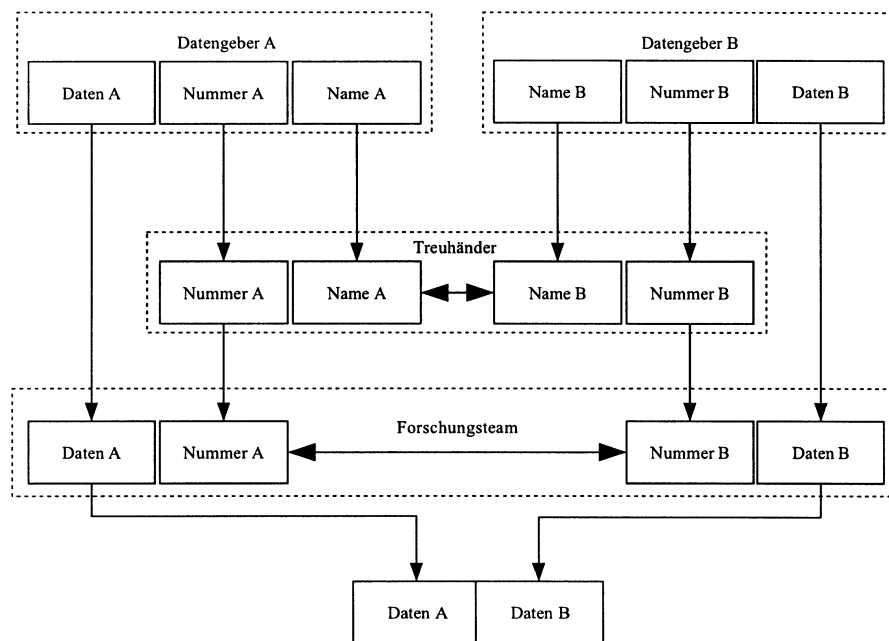 Datengeber A
Datengeber B
Daten A
Nummer A
Name A
Name B
Nummer B
Daten B
Treuhänder
Nummer A
Name A
Name B
Nummer B
Forschungsteam
Daten A
Nummer A
Nummer B
Daten B
Daten A
Daten B